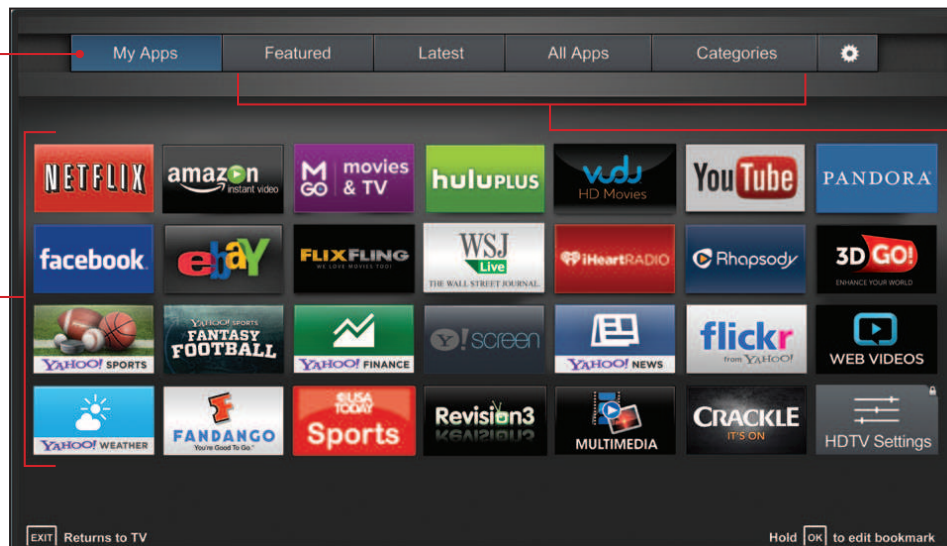 My Apps Featured Latest All Apps Categories
NETFLIX
amazon
instant video
M GO movies & TV
huluPLUS
vudu
HD Movies
You Tube
PANDORA
facebook
ebay
FLIXFLING
WE LOVE MOVIES TOO!
WSJ
Live
THE WALL STREET JOURNAL.
iHeartRADIO
Rhapsody
3D GO!
ENHANCE YOUR WORLD
YAHOO! SPORTS
YAHOO! SPORTS
FANTASY
FOOTBALL
YAHOO! FINANCE
Y! screen
YAHOO! NEWS
flickr
from YAHOO!
WEB VIDEOS
YAHOO! WEATHER
FANDANGO
You're Good To Go.
USA
TODAY
Sports
Revision3
MULTIMEDIA
CRACKLE
IT'S ON
HDTV Settings
EXIT Returns to TV
Hold OK to edit bookmark